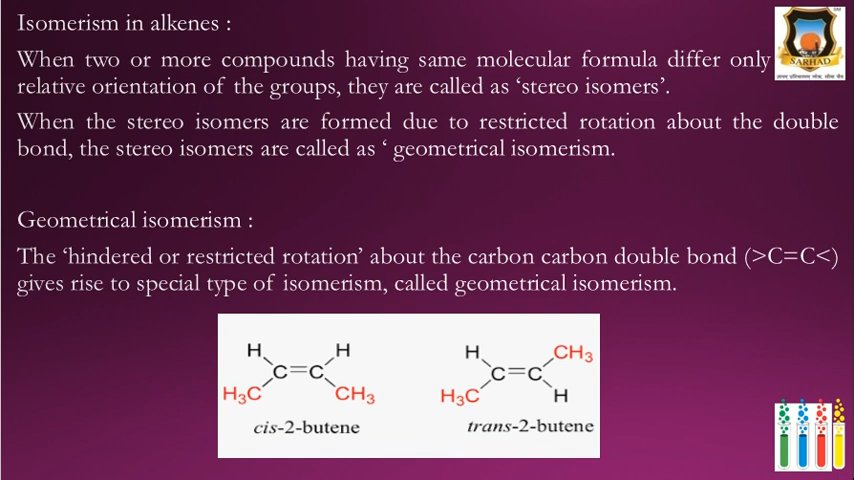 Isomerism in alkenes :
When two or more compounds having same molecular formula differ only
relative orientation of the groups, they are called as ‘stereo isomers’.
When the stereo isomers are formed due to restricted rotation about the double
bond, the stereo isomers are called as ‘ geometrical isomerism.
Geometrical isomerism :
The ‘hindered or restricted rotation’ about the carbon carbon double bond (>C=C<)
gives rise to special type of isomerism, called geometrical isomerism.
H H
C=C
H₃C CH₃
cis-2-butene
H CH₃
C=C
H₃C H
trans-2-butene
SARHAD